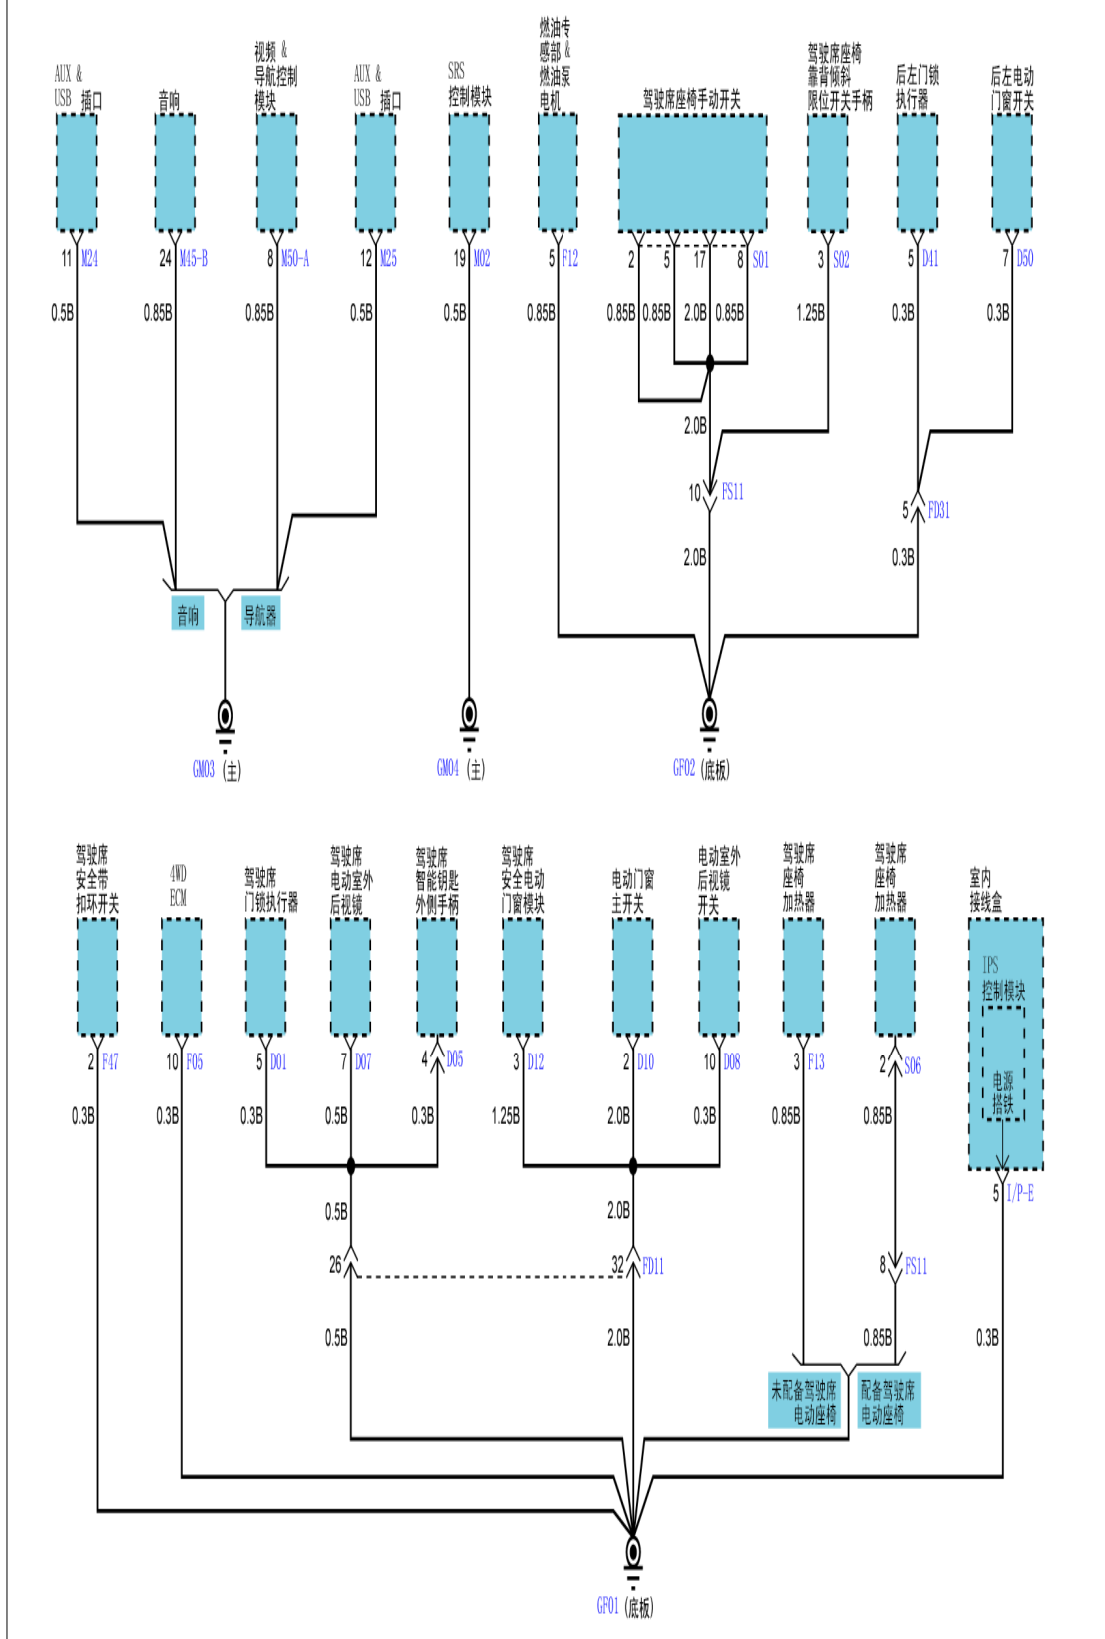 AUX &
USB 插口
音响
视频 &
导航控制
模块
AUX &
USB 插口
SRS
控制模块
燃油专
感部 &
燃油泵
电机
驾驶席座椅手动开关
驾驶席座椅
靠背倾斜
限位开关手柄
后左门锁
执行器
后左电动
门窗开关
11 M24
24 M45-B
8 M50-A
12 M25
19 M02
5 F12
2
5
17
8 S01
3 S02
5 D41
7 D50
0.5B
0.85B
0.85B
0.5B
0.5B
0.85B
0.85B
0.85B
2.0B
0.85B
1.25B
0.3B
0.3B
2.0B
10 FS11
5 FD31
2.0B
0.3B
音响
导航器
GM03 (主)
GM04 (主)
GF02 (底板)
驾驶席
安全带
扣环开关
4WD
ECM
驾驶席
门锁执行器
驾驶席
电动室外
后视镜
驾驶席
智能钥匙
外侧手柄
驾驶席
安全电动
门窗模块
电动门窗
主开关
电动室外
后视镜
开关
驾驶席
座椅
加热器
驾驶席
座椅
加热器
室内
接线盒
IPS
控制模块
电源
搭铁
2 F47
10 F05
5 D01
7 D07
4 D05
3 D12
2 D10
10 D08
3 F13
2 S06
5 I/P-E
0.3B
0.3B
0.3B
0.5B
0.3B
1.25B
2.0B
0.3B
0.85B
0.85B
0.5B
2.0B
26
32 FD11
8 FS11
0.5B
2.0B
0.85B
0.3B
未配备驾驶席
电动座椅
配备驾驶席
电动座椅
GF01 (底板)